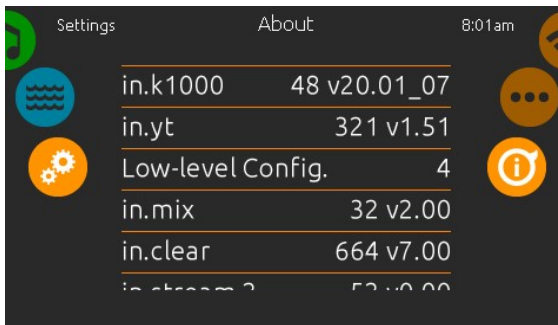 Settings About 8:01am
in.k1000 48 v20.01_07
in.yt 321 v1.51
Low-level Config. 4
in.mix 32 v2.00
in.clear 664 v7.00